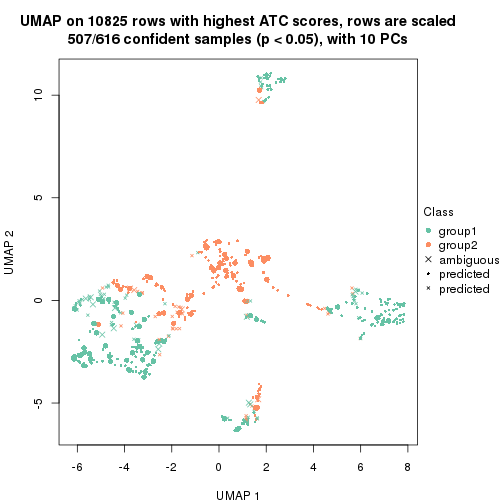 UMAP on 10825 rows with highest ATC scores, rows are scaled
507/616 confident samples (p < 0.05), with 10 PCs
10
5
0
-5
UMAP 2
-6
-4
-2
0
2
4
6
8
UMAP 1
Class
group1
group2
ambiguous
predicted
predicted